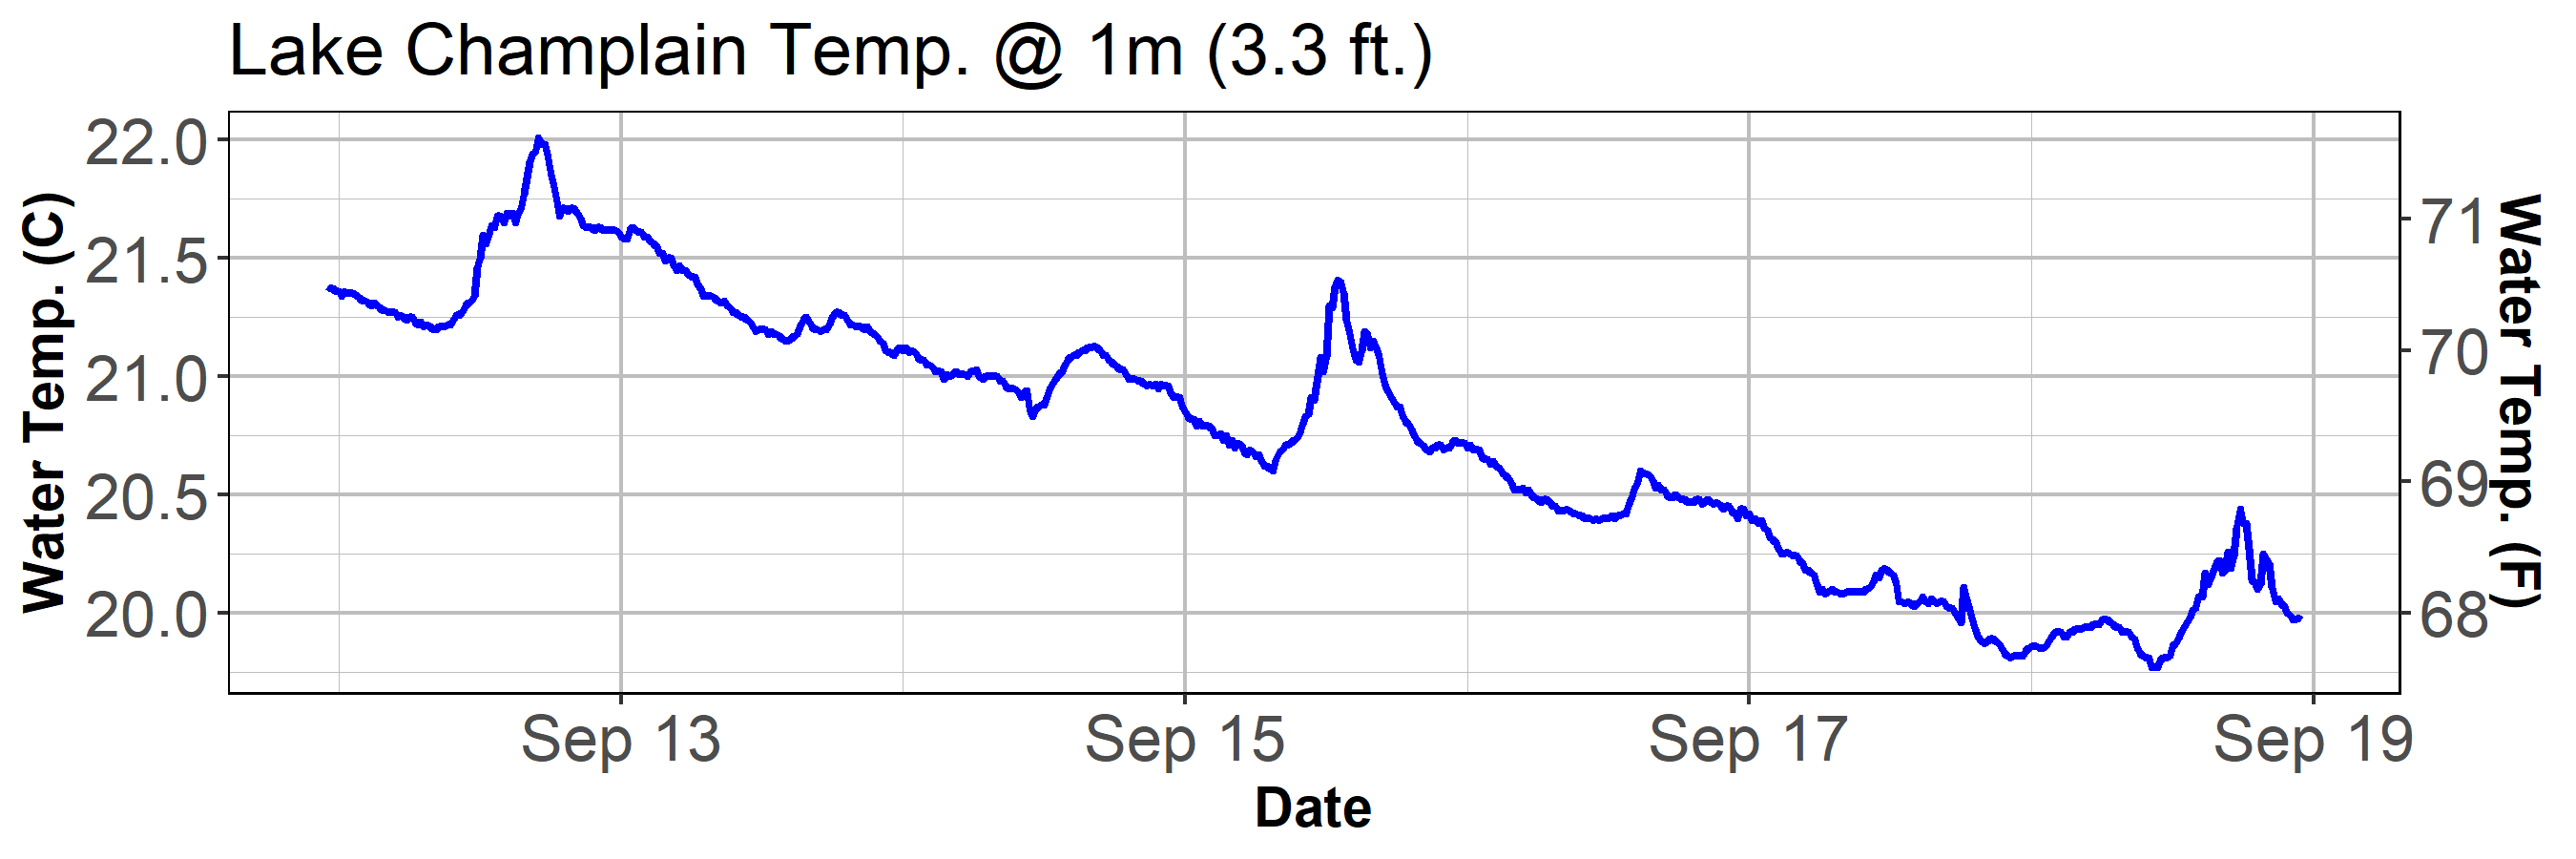 Lake Champlain Temp. @ 1m (3.3 ft.)
Water Temp. (C)
22.0
21.5
21.0
20.5
20.0
71
70
69
68
Water Temp. (F)
Sep 13
Sep 15
Sep 17
Sep 19
Date